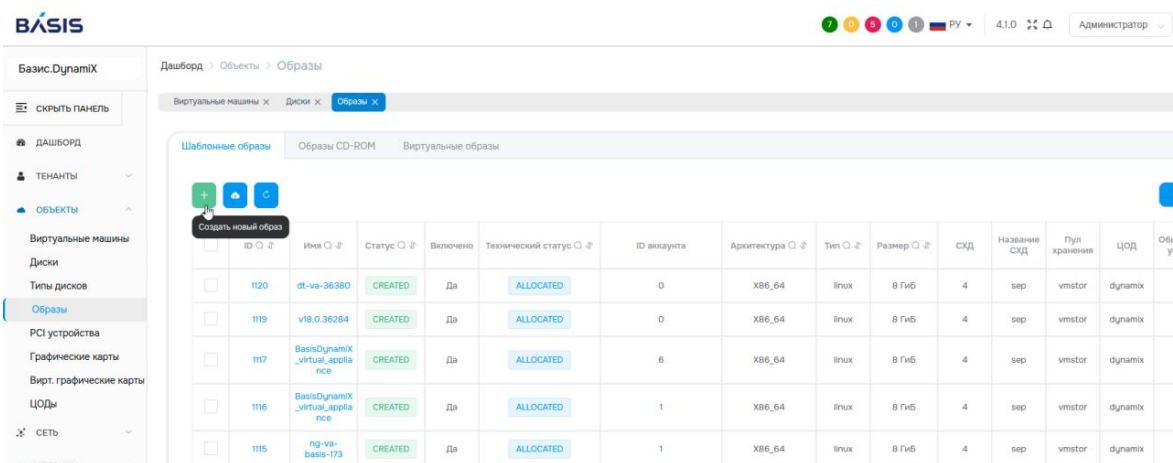 BASIS
7 0 5 0 1 РУ 4.1.0 Администратор
Базис.DynamiX
Дашборд > Объекты > Образы
СКРЫТЬ ПАНЕЛЬ
Виртуальные машины × Диски × Образы ×
ДАШБОРД
Шаблонные образы Образы CD-ROM Виртуальные образы
ТЕНАНТЫ
ОБЪЕКТЫ
Создать новый образ
Виртуальные машины
Диски
Типы дисков
Образы
PCI устройства
Графические карты
Вирт. графические карты
ЦОДы
СЕТЬ
ID Имя Статус Включено Технический статус ID аккаунта Архитектура Тип Размер СХД Название СХД Пул хранения ЦОД
1120 dt-va-36380 CREATED Да ALLOCATED 0 X86_64 linux 8 ГиБ 4 sep vmstor dynamix
1119 v18.0.36284 CREATED Да ALLOCATED 0 X86_64 linux 8 ГиБ 4 sep vmstor dynamix
1117 BasisDynamiX_virtual_appliance CREATED Да ALLOCATED 6 X86_64 linux 8 ГиБ 4 sep vmstor dynamix
1116 BasisDynamiX_virtual_appliance CREATED Да ALLOCATED 1 X86_64 linux 8 ГиБ 4 sep vmstor dynamix
1115 ng-va-basis-173 CREATED Да ALLOCATED 1 X86_64 linux 8 ГиБ 4 sep vmstor dynamix